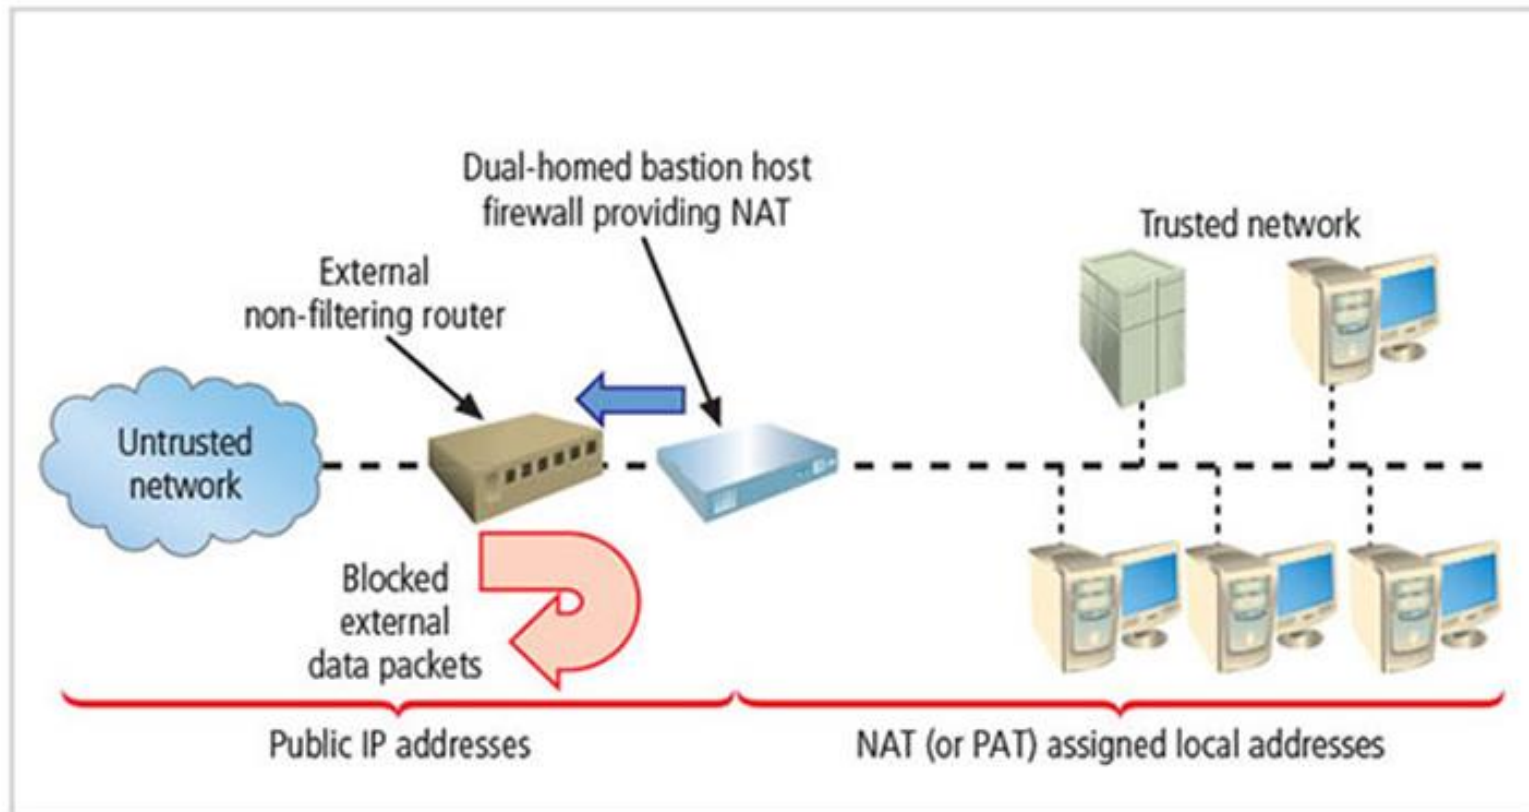 Dual-homed bastion host
firewall providing NAT
Trusted network
External
non-filtering router
Untrusted
network
Blocked
external
data packets
Public IP addresses
NAT (or PAT) assigned local addresses